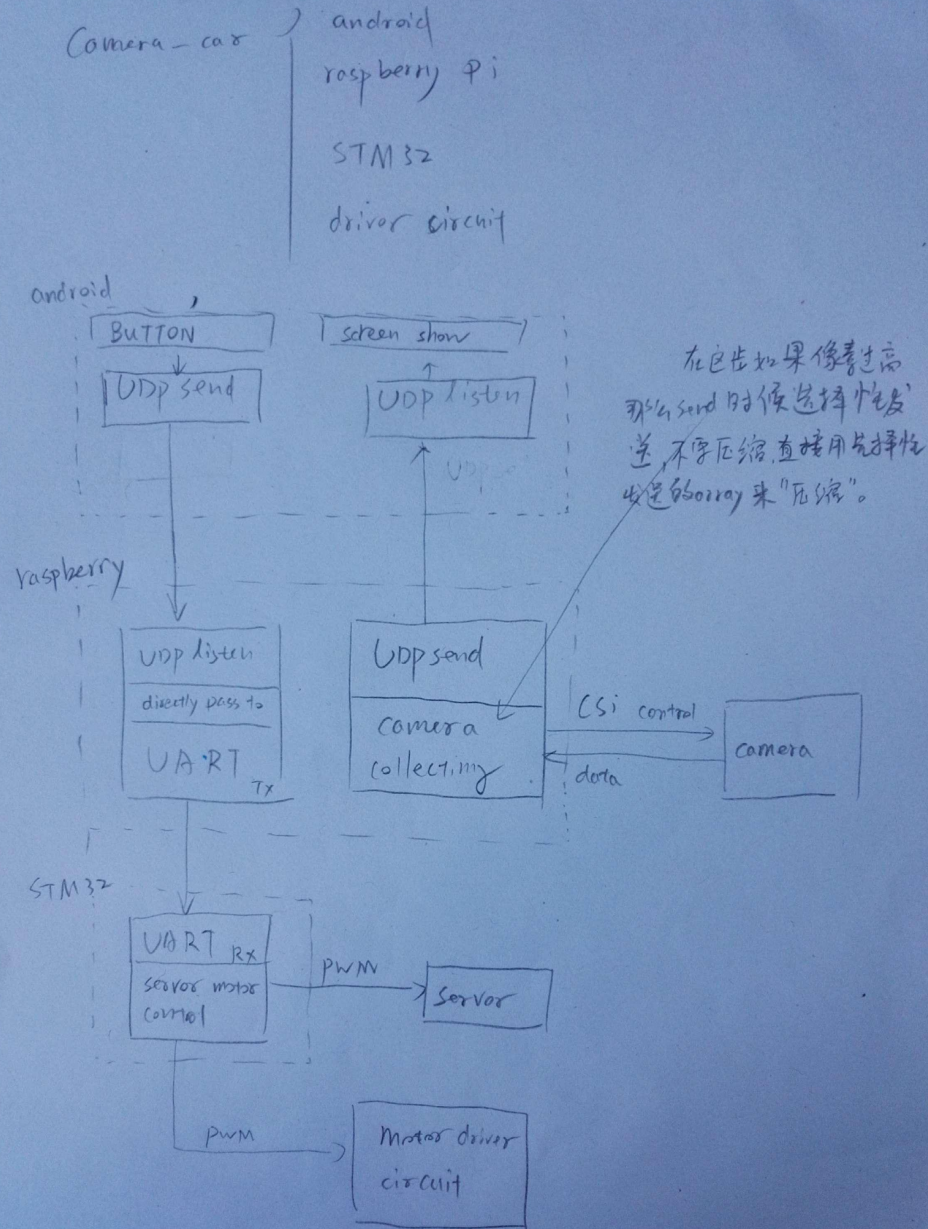 Camera-car
android
raspberry Pi
STM32
driver circuit
android
BUTTON
UDP send
screen show
UDP listen
UDP
在这步如果像素过高
那么send时候选择性发
送,不字压缩,直接用选择性
发送的array来"压缩"。
raspberry
UDP listen
directly pass to
UART
Tx
UDP send
camera
collecting
CSi control
data
camera
STM32
UART Rx
servor motor
control
PWM
servor
PWM
Motor driver
circuit